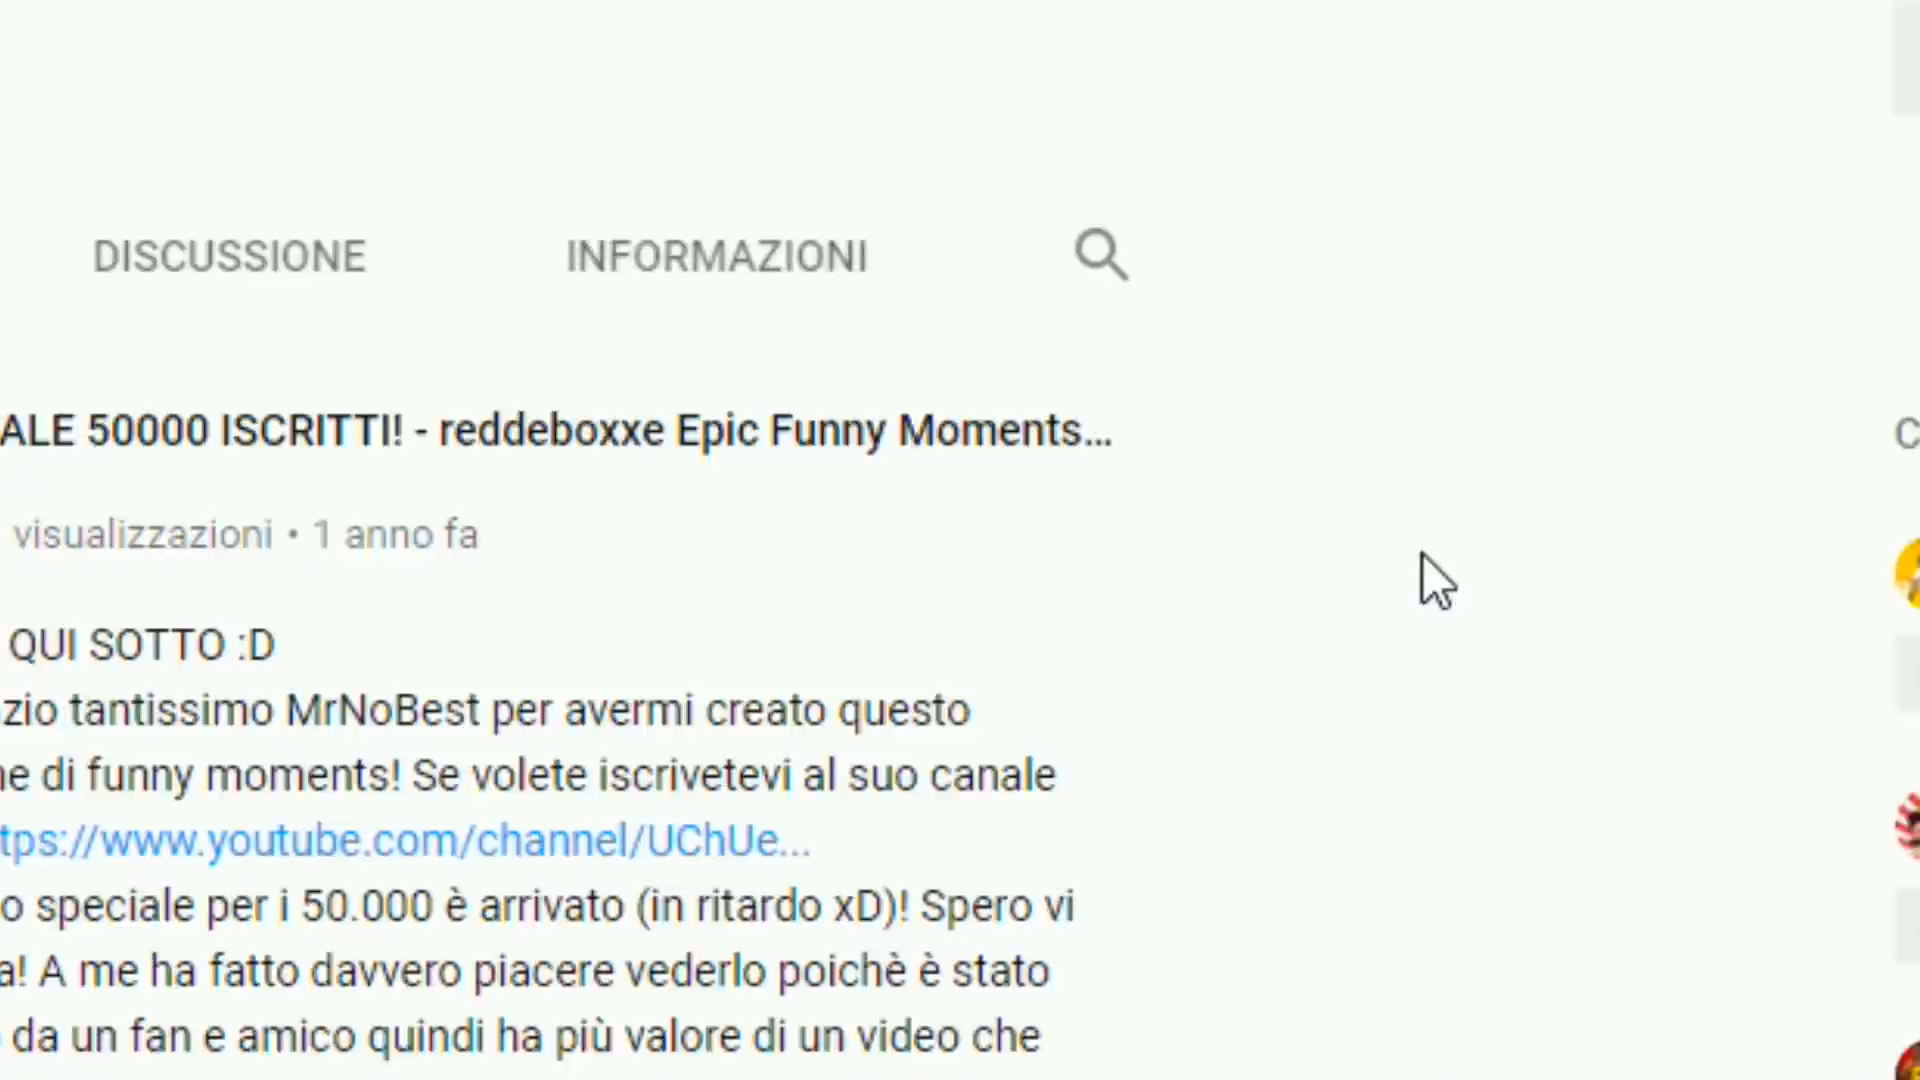 DISCUSSIONE INFORMAZIONI
ALE 50000 ISCRITTI! - reddeboxxe Epic Funny Moments...
visualizzazioni • 1 anno fa
QUI SOTTO :D
zio tantissimo MrNoBest per avermi creato questo
ne di funny moments! Se volete iscrivetevi al suo canale
tps://www.youtube.com/channel/UChUe...
o speciale per i 50.000 è arrivato (in ritardo xD)! Spero vi
a! A me ha fatto davvero piacere vederlo poichè è stato
da un fan e amico quindi ha più valore di un video che